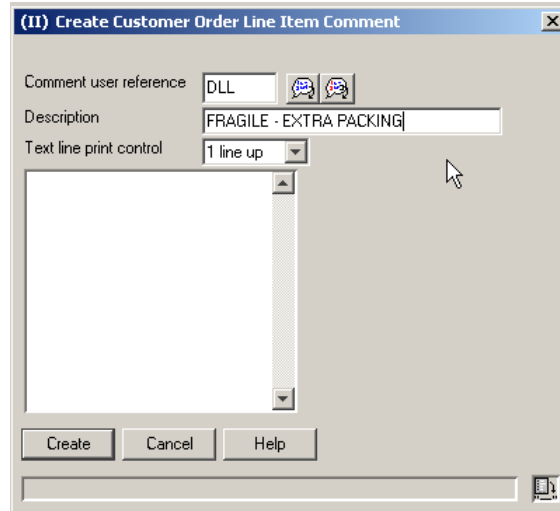 (II) Create Customer Order Line Item Comment
Comment user reference DLL
Description FRAGILE - EXTRA PACKING
Text line print control 1 line up
Create Cancel Help